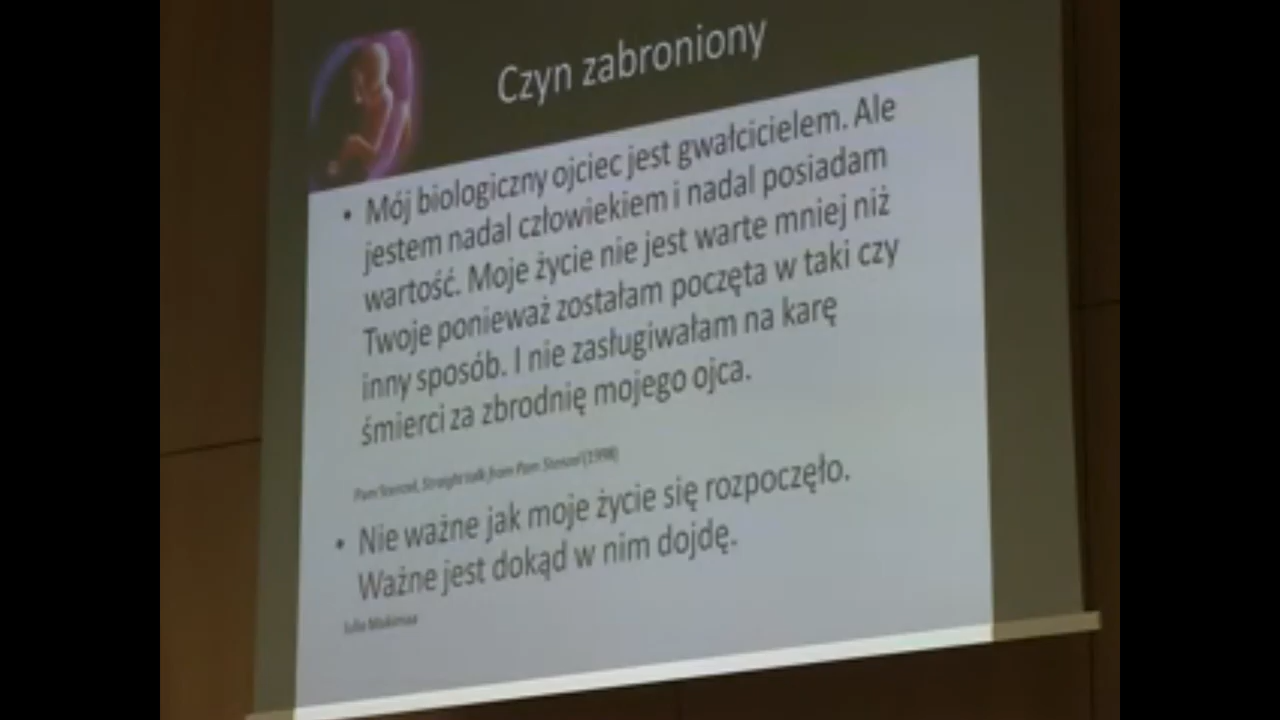 Czyn zabroniony
• Mój biologiczny ojciec jest gwałcicielem. Ale
jestem nadal człowiekiem i nadal posiadam
wartość. Moje życie nie jest warte mniej niż
Twoje ponieważ zostałam poczęta w taki czy
inny sposób. I nie zasługiwałam na karę
śmierci za zbrodnię mojego ojca.
Pam Stenzel, Straight talk from Pam Stenzel (1998)
• Nie ważne jak moje życie się rozpoczęło.
Ważne jest dokąd w nim dojdę.
Julia Makimaa